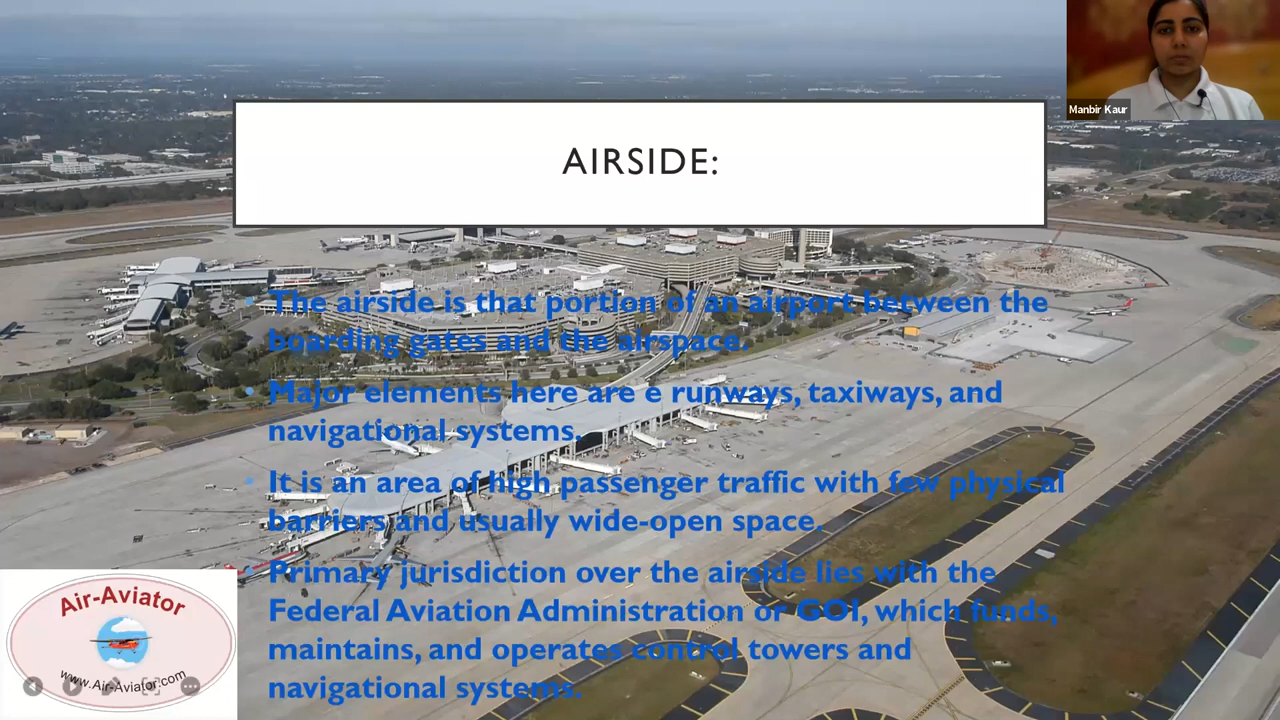 Manbir Kaur
AIRSIDE:
• The airside is that portion of an airport between the
boarding gates and the airspace.
• Major elements here are e runways, taxiways, and
navigational systems.
• It is an area of high passenger traffic with few physical
barriers and usually wide-open space.
• Primary jurisdiction over the airside lies with the
Federal Aviation Administration or GOI, which funds,
maintains, and operates control towers and
navigational systems.
Air-Aviator
www.Air-Aviator.com